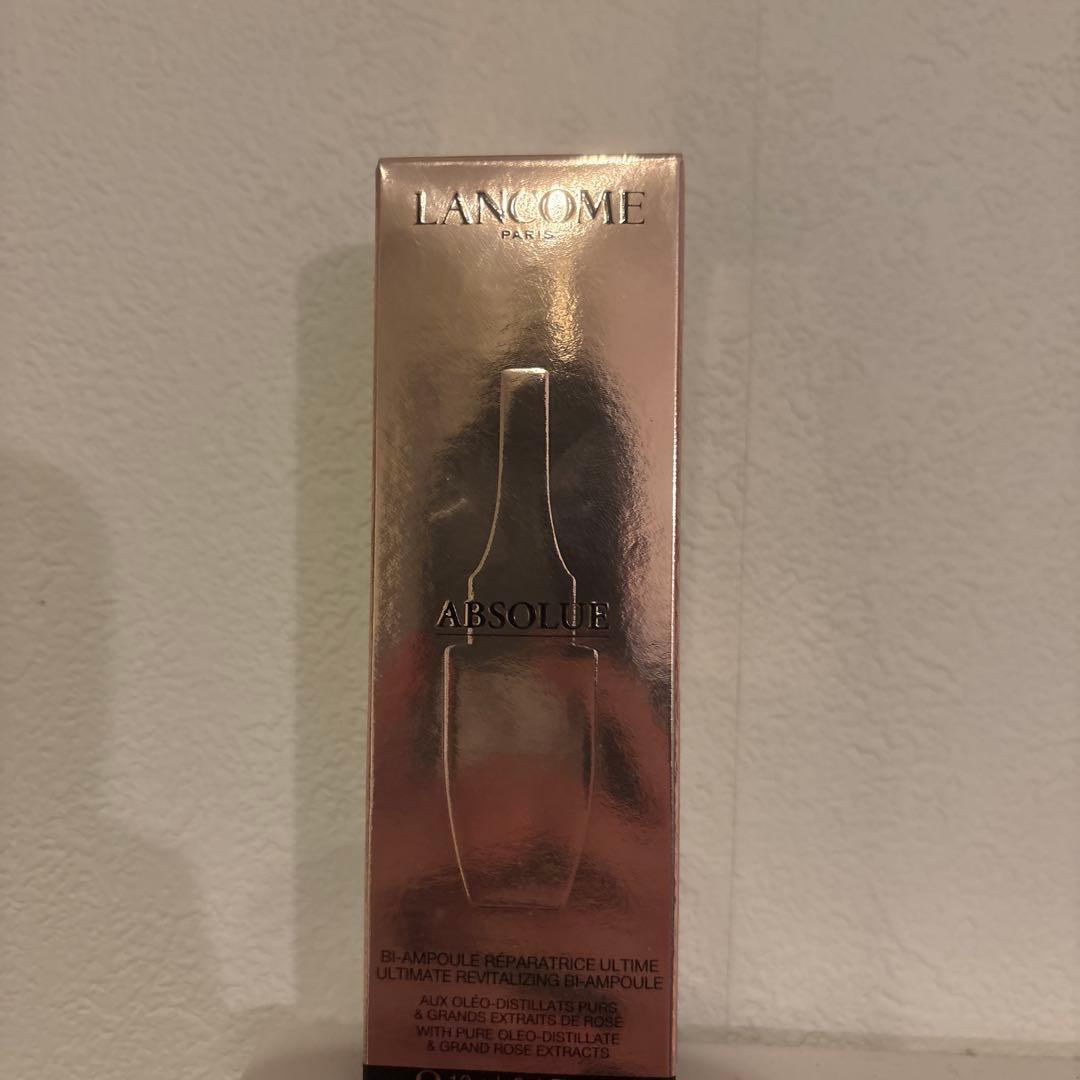 LANCOME
PARIS
ABSOLUE
BI-AMPOULE RÉPARATRICE ULTIME
ULTIMATE REVITALIZING BI-AMPOULE
AUX OLÉO-DISTILLATS PURS
& GRANDS EXTRAITS DE ROSE
WITH PURE OLEO-DISTILLATE
& GRAND ROSE EXTRACTS